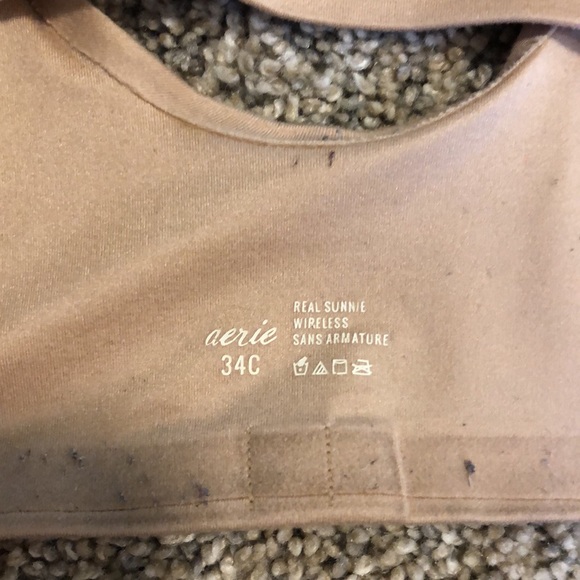 aerie
34C
REAL SUNNIE
WIRELESS
SANS ARMATURE